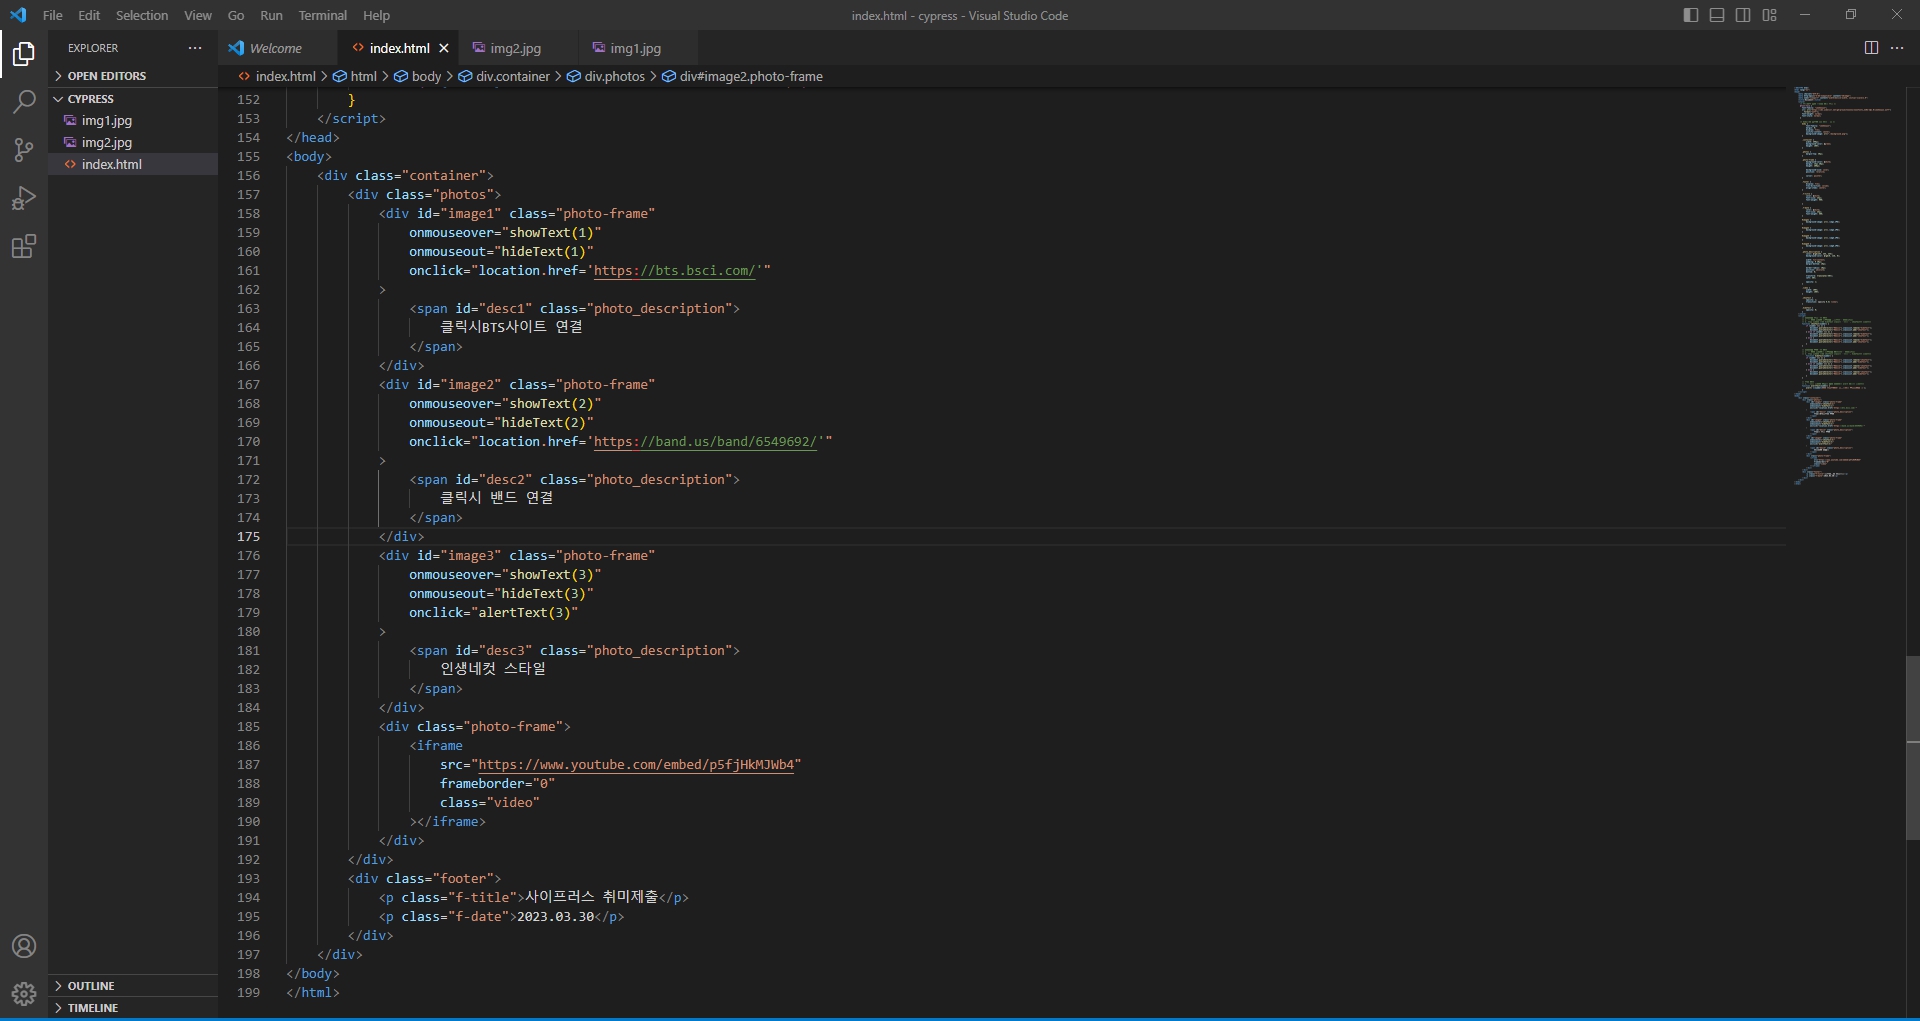 File Edit Selection View Go Run Terminal Help
index.html - cypress - Visual Studio Code
EXPLORER
OPEN EDITORS
CYPRESS
img1.jpg
img2.jpg
index.html
OUTLINE
TIMELINE
Welcome index.html img2.jpg img1.jpg
index.html > html > body > div.container > div.photos > div#image2.photo-frame
152 }
153 </script>
154 </head>
155 <body>
156 <div class="container">
157 <div class="photos">
158 <div id="image1" class="photo-frame"
159 onmouseover="showText(1)"
160 onmouseout="hideText(1)"
161 onclick="location.href='https://bts.bsci.com/'"
162 >
163 <span id="desc1" class="photo_description">
164 클릭시BTS사이트 연결
165 </span>
166 </div>
167 <div id="image2" class="photo-frame"
168 onmouseover="showText(2)"
169 onmouseout="hideText(2)"
170 onclick="location.href='https://band.us/band/6549692/'"
171 >
172 <span id="desc2" class="photo_description">
173 클릭시 밴드 연결
174 </span>
175 </div>
176 <div id="image3" class="photo-frame"
177 onmouseover="showText(3)"
178 onmouseout="hideText(3)"
179 onclick="alertText(3)"
180 >
181 <span id="desc3" class="photo_description">
182 인생네컷 스타일
183 </span>
184 </div>
185 <div class="photo-frame">
186 <iframe
187 src="https://www.youtube.com/embed/p5fjHkMJWb4"
188 frameborder="0"
189 class="video"
190 ></iframe>
191 </div>
192 </div>
193 <div class="footer">
194 <p class="f-title">사이프러스 취미제출</p>
195 <p class="f-date">2023.03.30</p>
196 </div>
197 </div>
198 </body>
199 </html>